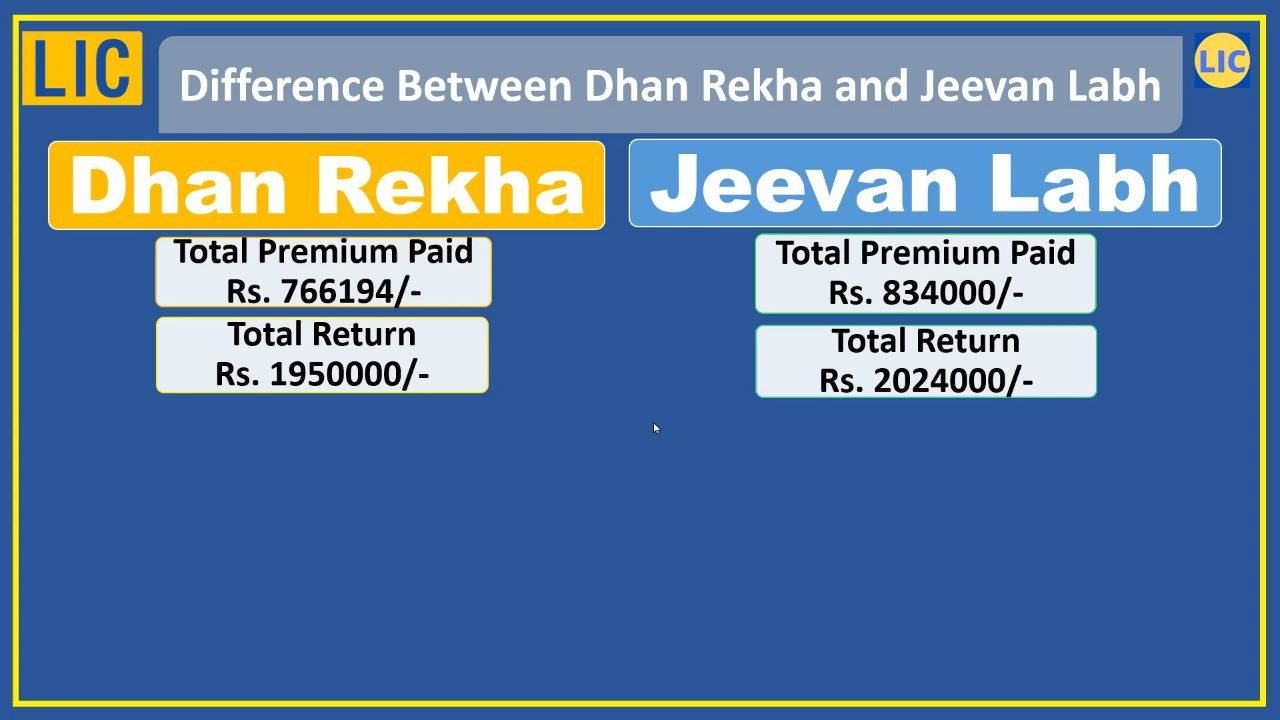 LIC
Difference Between Dhan Rekha and Jeevan Labh
LIC
Dhan Rekha
Total Premium Paid
Rs. 766194/-
Total Return
Rs. 1950000/-
Jeevan Labh
Total Premium Paid
Rs. 834000/-
Total Return
Rs. 2024000/-